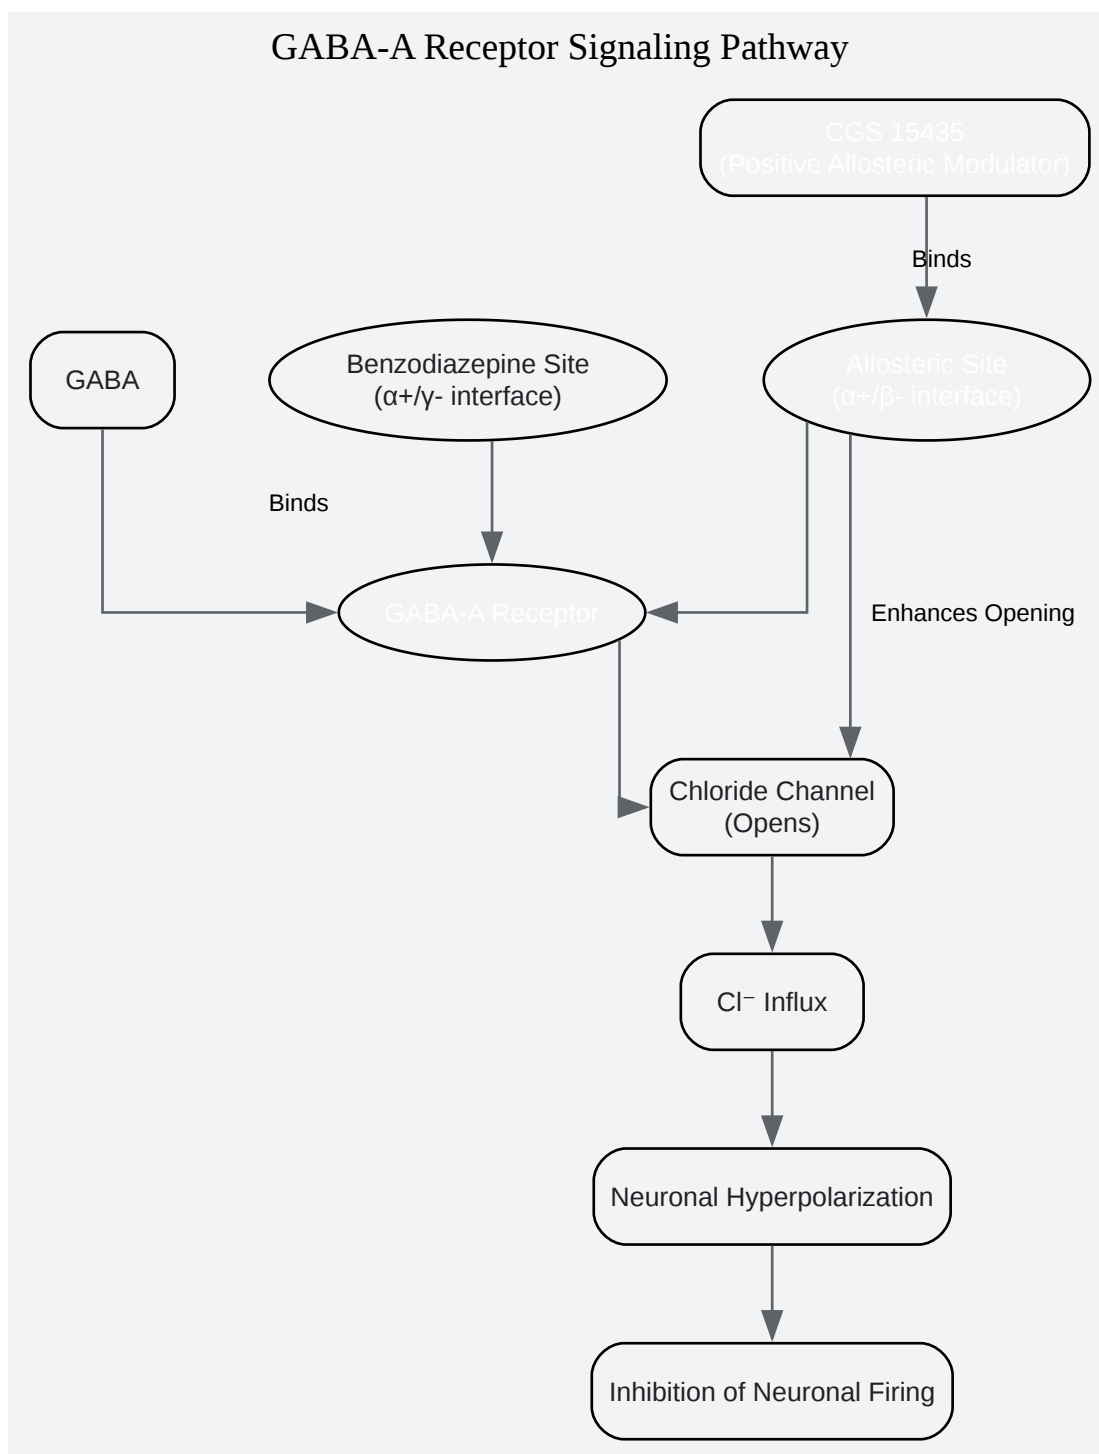 GABA-A Receptor Signaling Pathway
CGS 15435
(Positive Allosteric Modulator)
Binds
GABA
Benzodiazepine Site
(α+/γ- interface)
Allosteric Site
(α+/β- interface)
Binds
GABA-A Receptor
Enhances Opening
Chloride Channel
(Opens)
Cl⁻ Influx
Neuronal Hyperpolarization
Inhibition of Neuronal Firing